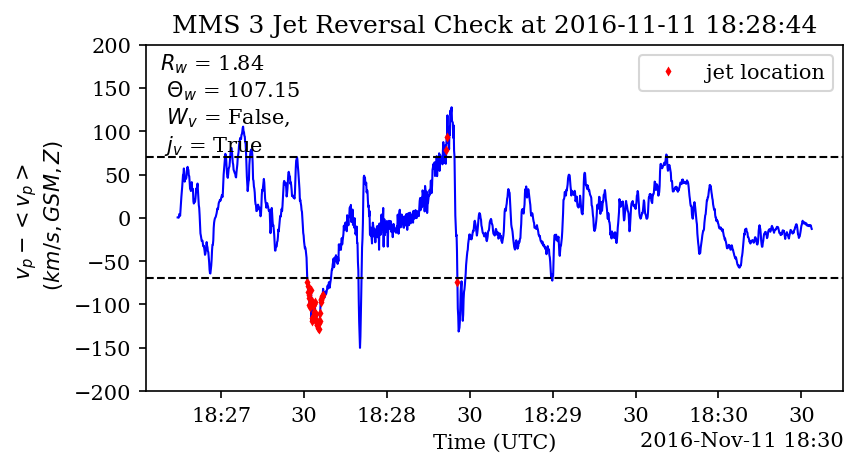 MMS 3 Jet Reversal Check at 2016-11-11 18:28:44
R_w = 1.84
Θ_w = 107.15
W_v = False,
j_v = True
jet location
v_p − < v_p >
(km/s, GSM, Z)
200
150
100
50
0
−50
−100
−150
−200
18:27 30 18:28 30 18:29 30 18:30 30
Time (UTC) 2016-Nov-11 18:30